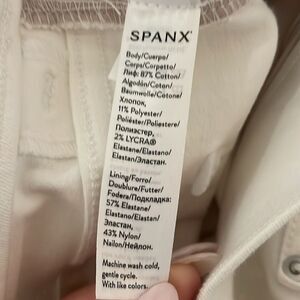 SPANX
Body/Cuerpo/
Corps/Corpetto/
Лиф: 87% Cotton/
Algodón/Coton/
Baumwolle/Cotone/
Хлопок,
11% Polyester/
Poliéster/Poliestere/
Полиэстер,
2% LYCRA®
Elastane/Elastano/
Elastan/Эластан.
Lining/Forro/
Doublure/Futter/
Fodera/Подкладка:
57% Elastane/
Elastano/Elastan/
Эластан,
43% Nylon/
Nailon/Нейлон.
Machine wash cold,
gentle cycle.
With like colors.